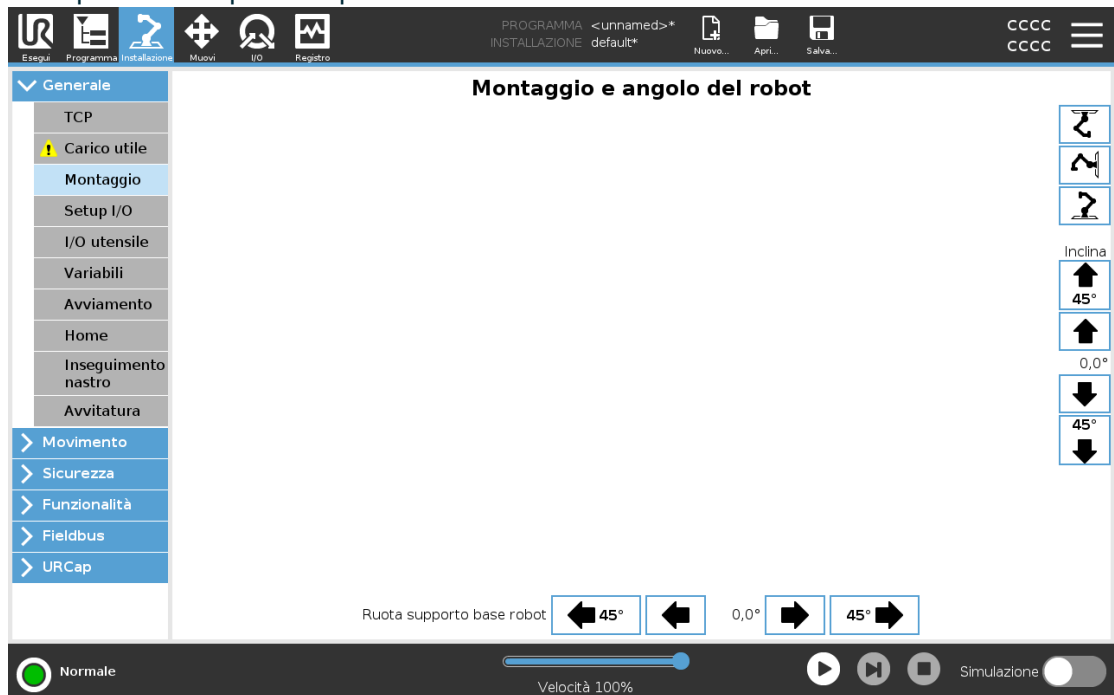 PROGRAMMA <unnamed>*
INSTALLAZIONE default*
Esegui Programma Installazione Muovi I/O Registro
Nuovo... Apri... Salva...
cccc
cccc
Generale
TCP
Carico utile
Montaggio
Setup I/O
I/O utensile
Variabili
Avviamento
Home
Inseguimento
nastro
Avvitatura
Movimento
Sicurezza
Funzionalità
Fieldbus
URCap
Montaggio e angolo del robot
Inclina
45°
0,0°
45°
Ruota supporto base robot 45° 0,0° 45°
Normale
Velocità 100%
Simulazione